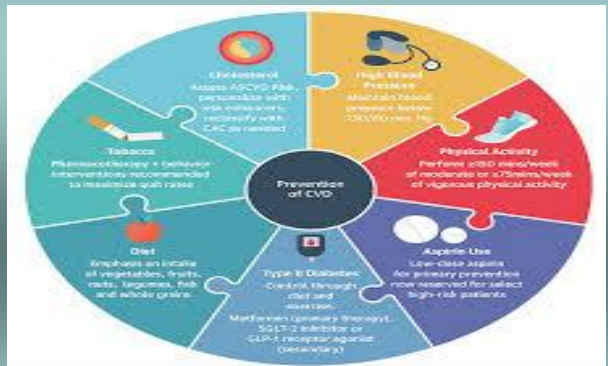 Prevention
of CVD
Cholesterol
Assess ASCVD Risk,
personalize with
risk enhancers,
reclassify with
CAC as needed
High Blood
Pressure
Maintain blood
pressure below
130/80 mm Hg
Physical Activity
Perform ≥150 mins/week
of moderate or ≥75mins/week
of vigorous physical activity
Aspirin Use
Low-dose aspirin
for primary prevention
now reserved for select
high-risk patients
Type II Diabetes
Control through
diet and
exercise,
Metformin (primary therapy),
SGLT-2 inhibitor or
GLP-1 receptor agonist
(secondary)
Diet
Emphasis on intake
of vegetables, fruits,
nuts, legumes, fish
and whole grains
Tobacco
Pharmacotherapy + behavior
interventions recommended
to maximize quit rates